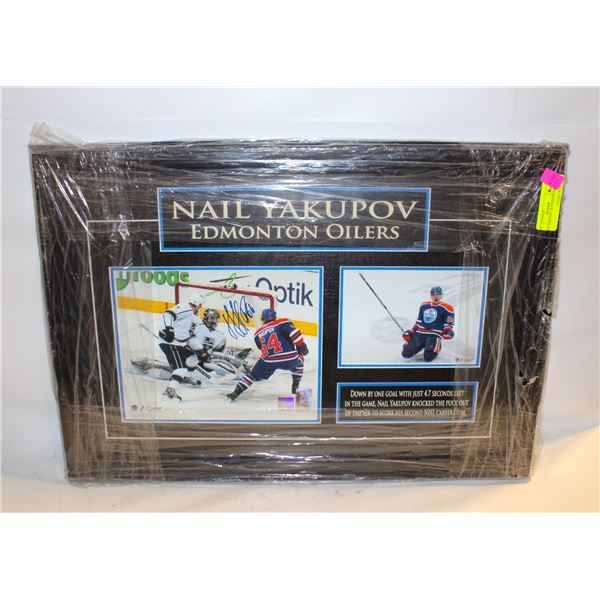 NAIL YAKUPOV
EDMONTON OILERS
Optik
64
DOWN BY ONE GOAL WITH JUST 4.7 SECONDS LEFT
IN THE GAME, NAIL YAKUPOV KNOCKED THE PUCK OUT
OF THE AIR TO SCORE HIS SECOND NHL CAREER GOAL.